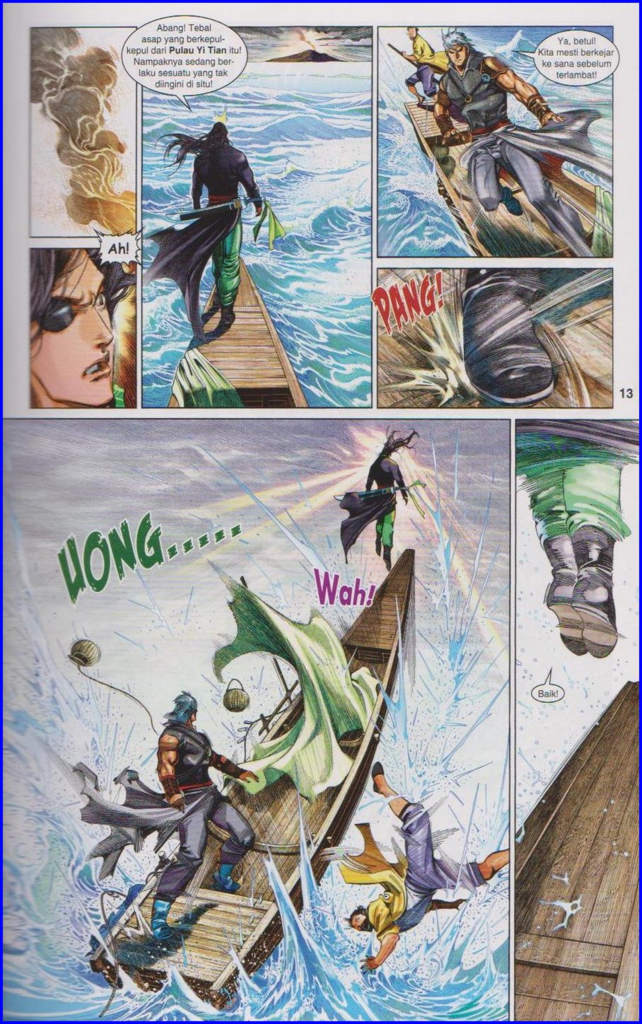 Abang! Tebal
asap yang berkepul-
kepul dari Pulau Yi Tian itu!
Nampaknya sedang ber-
laku sesuatu yang tak
diingini di situ!
Ah!
Ya, betul!
Kita mesti berkejar
ke sana sebelum
terlambat!
PANG!
13
UONG.....
Wah!
Baik!